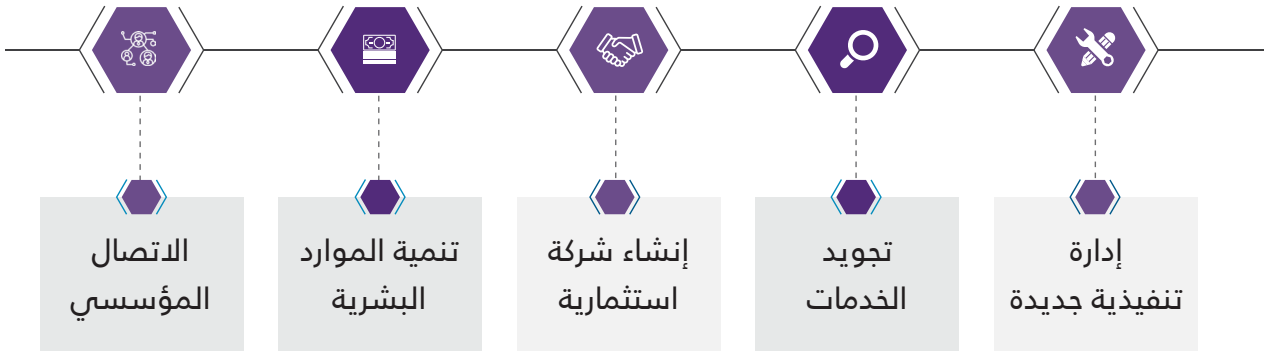 إدارة
تنفيذية جديدة
تجويد
الخدمات
إنشاء شركة
استثمارية
تنمية الموارد
البشرية
الاتصال
المؤسسي